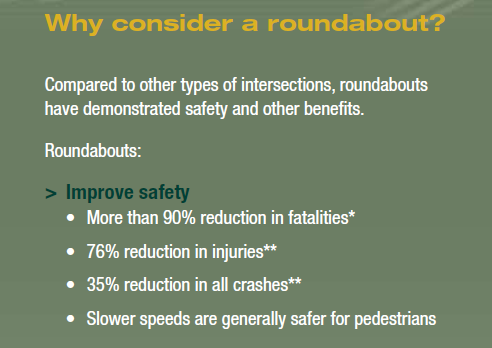 Why consider a roundabout?
Compared to other types of intersections, roundabouts
have demonstrated safety and other benefits.
Roundabouts:
> Improve safety
• More than 90% reduction in fatalities*
• 76% reduction in injuries**
• 35% reduction in all crashes**
• Slower speeds are generally safer for pedestrians